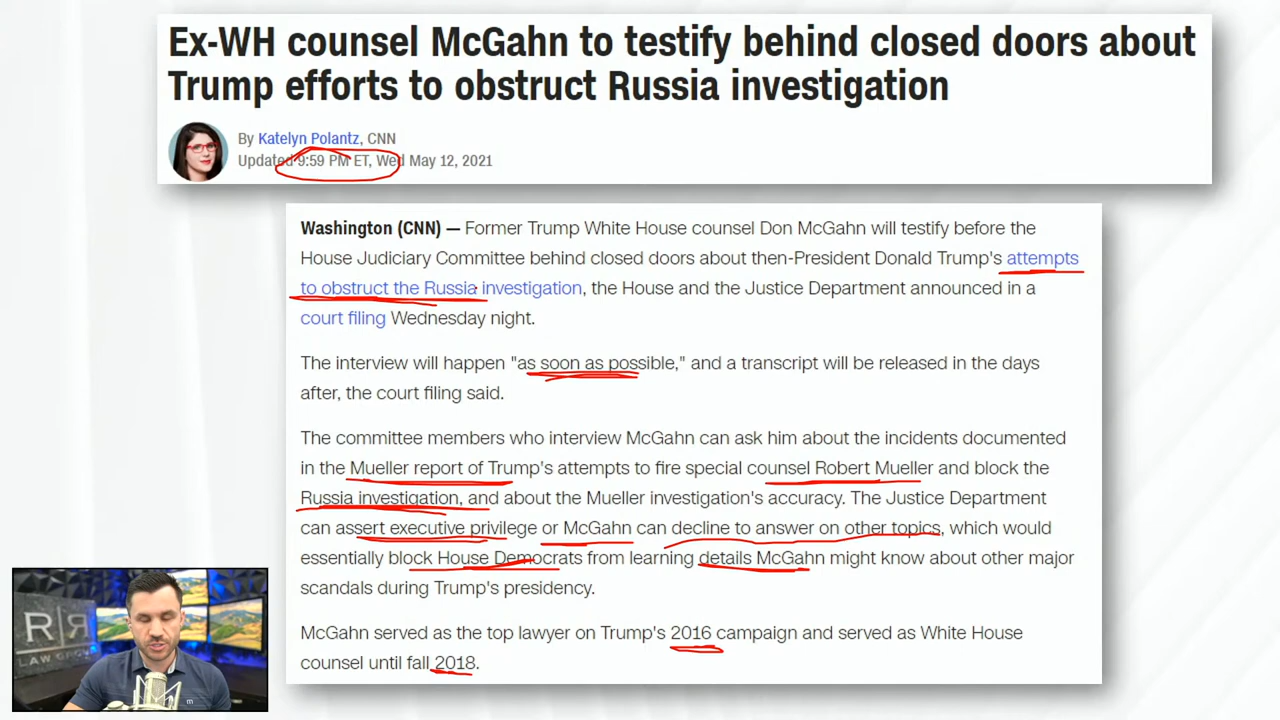 Ex-WH counsel McGahn to testify behind closed doors about
Trump efforts to obstruct Russia investigation
By Katelyn Polantz, CNN
Updated 9:59 PM ET, Wed May 12, 2021
Washington (CNN) — Former Trump White House counsel Don McGahn will testify before the
House Judiciary Committee behind closed doors about then-President Donald Trump's attempts
to obstruct the Russia investigation, the House and the Justice Department announced in a
court filing Wednesday night.
The interview will happen "as soon as possible," and a transcript will be released in the days
after, the court filing said.
The committee members who interview McGahn can ask him about the incidents documented
in the Mueller report of Trump's attempts to fire special counsel Robert Mueller and block the
Russia investigation, and about the Mueller investigation's accuracy. The Justice Department
can assert executive privilege or McGahn can decline to answer on other topics, which would
essentially block House Democrats from learning details McGahn might know about other major
scandals during Trump's presidency.
McGahn served as the top lawyer on Trump's 2016 campaign and served as White House
counsel until fall 2018.
R|R
LAW GROUP
m